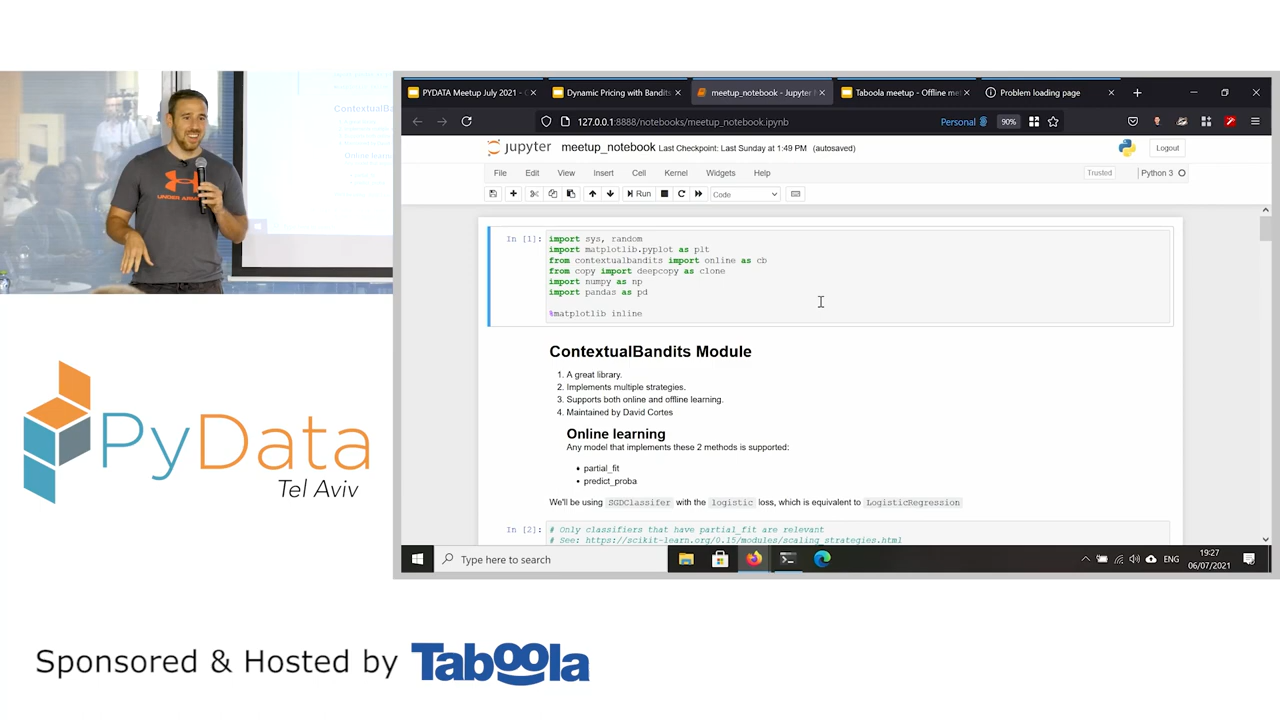 PYDATA Meetup July 2021 -
Dynamic Pricing with Bandits
meetup_notebook - Jupyter
Taboola meetup - Offline me
Problem loading page
127.0.0.1:8888/notebooks/meetup_notebook.ipynb
Personal
90%
jupyter meetup_notebook Last Checkpoint: Last Sunday at 1:49 PM (autosaved)
Logout
File Edit View Insert Cell Kernel Widgets Help
Trusted
Python 3
Run
Code
In [1]:
import sys, random
import matplotlib.pyplot as plt
from contextualbandits import online as cb
from copy import deepcopy as clone
import numpy as np
import pandas as pd
%matplotlib inline
ContextualBandits Module
1. A great library.
2. Implements multiple strategies.
3. Supports both online and offline learning.
4. Maintained by David Cortes
Online learning
Any model that implements these 2 methods is supported:
• partial_fit
• predict_proba
We'll be using SGDClassifer with the logistic loss, which is equivalent to LogisticRegression
In [2]:
# Only classifiers that have partial_fit are relevant
# See: https://scikit-learn.org/0.15/modules/scaling_strategies.html
Type here to search
ENG
19:27
06/07/2021
UNDER
ContextualB
Online learn
PyData
Tel Aviv
Sponsored & Hosted by Taboola